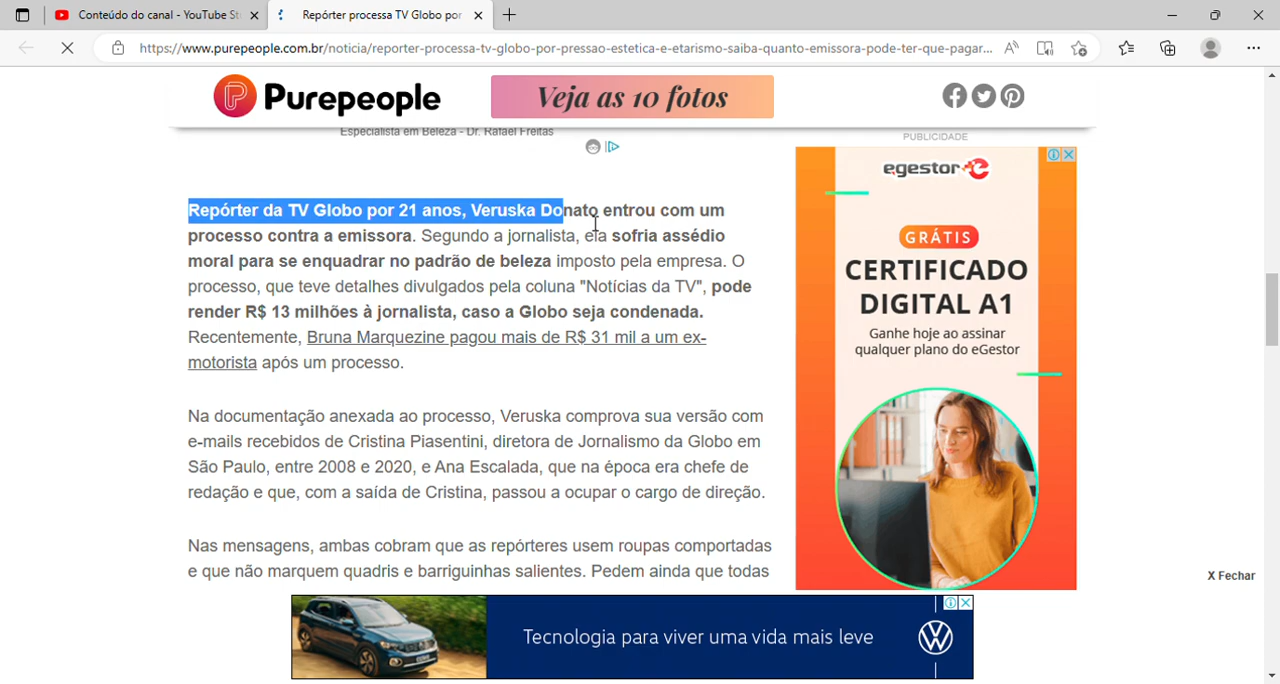 Conteúdo do canal - YouTube St
Repórter processa TV Globo por
https://www.purepeople.com.br/noticia/reporter-processa-tv-globo-por-pressao-estetica-e-etarismo-saiba-quanto-emissora-pode-ter-que-pagar...
Purepeople
Veja as 10 fotos
Especialista em Beleza - Dr. Rafael Freitas
PUBLICIDADE
Repórter da TV Globo por 21 anos, Veruska Donato entrou com um
processo contra a emissora. Segundo a jornalista, ela sofria assédio
moral para se enquadrar no padrão de beleza imposto pela empresa. O
processo, que teve detalhes divulgados pela coluna "Notícias da TV", pode
render R$ 13 milhões à jornalista, caso a Globo seja condenada.
Recentemente, Bruna Marquezine pagou mais de R$ 31 mil a um ex-
motorista após um processo.
Na documentação anexada ao processo, Veruska comprova sua versão com
e-mails recebidos de Cristina Piasentini, diretora de Jornalismo da Globo em
São Paulo, entre 2008 e 2020, e Ana Escalada, que na época era chefe de
redação e que, com a saída de Cristina, passou a ocupar o cargo de direção.
Nas mensagens, ambas cobram que as repórteres usem roupas comportadas
e que não marquem quadris e barriguinhas salientes. Pedem ainda que todas
egestor
GRÁTIS
CERTIFICADO
DIGITAL A1
Ganhe hoje ao assinar
qualquer plano do eGestor
X Fechar
Tecnologia para viver uma vida mais leve